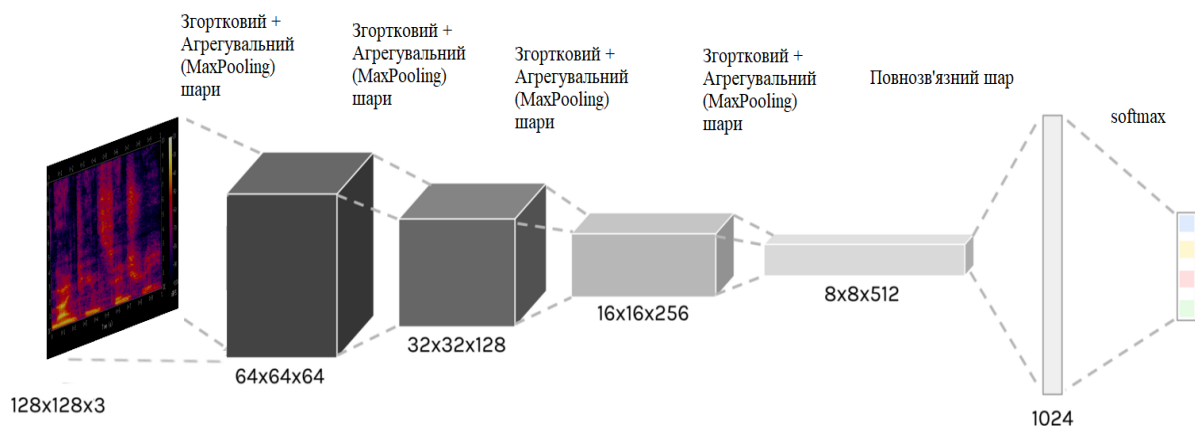 Згортковий +
Агрегувальний
(MaxPooling)
шари
Згортковий +
Агрегувальний
(MaxPooling)
шари
Згортковий +
Агрегувальний
(MaxPooling)
шари
Згортковий +
Агрегувальний
(MaxPooling)
шари
Повнозв'язний шар
softmax
128x128x3
64x64x64
32x32x128
16x16x256
8x8x512
1024